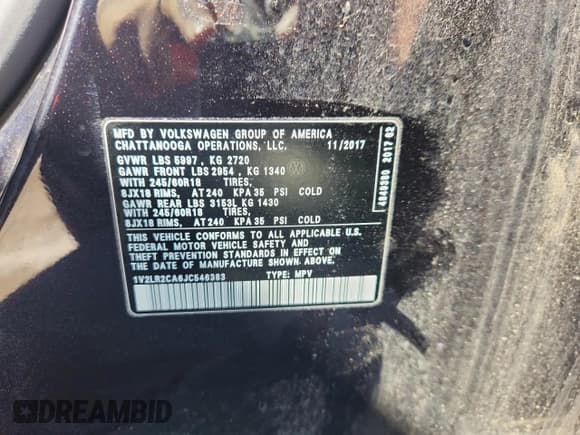 MFD BY VOLKSWAGEN GROUP OF AMERICA
CHATTANOOGA OPERATIONS, LLC. 11/2017
GVWR LBS 5997 , KG 2720
GAWR FRONT LBS 2954 , KG 1340
WITH 245/60R18 TIRES,
8JX18 RIMS, AT 240 KPA 35 PSI COLD
GAWR REAR LBS 3153L KG 1430
WITH 245/60R18 TIRES,
8JX18 RIMS, AT 240 KPA 35 PSI COLD
THIS VEHICLE CONFORMS TO ALL APPLICABLE U.S.
FEDERAL MOTOR VEHICLE SAFETY AND
THEFT PREVENTION STANDARDS IN EFFECT ON
THE DATE OF MANUFACTURE SHOWN ABOVE.
1V2LR2CA6JC546383 TYPE: MPV
2017 02
DREAMBID